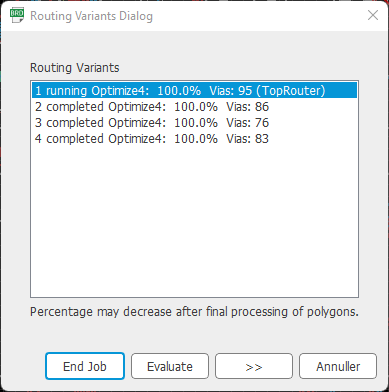 BRD Routing Variants Dialog
Routing Variants
1 running Optimize4: 100.0% Vias: 95 (TopRouter)
2 completed Optimize4: 100.0% Vias: 86
3 completed Optimize4: 100.0% Vias: 76
4 completed Optimize4: 100.0% Vias: 83
Percentage may decrease after final processing of polygons.
End Job Evaluate >> Annuller